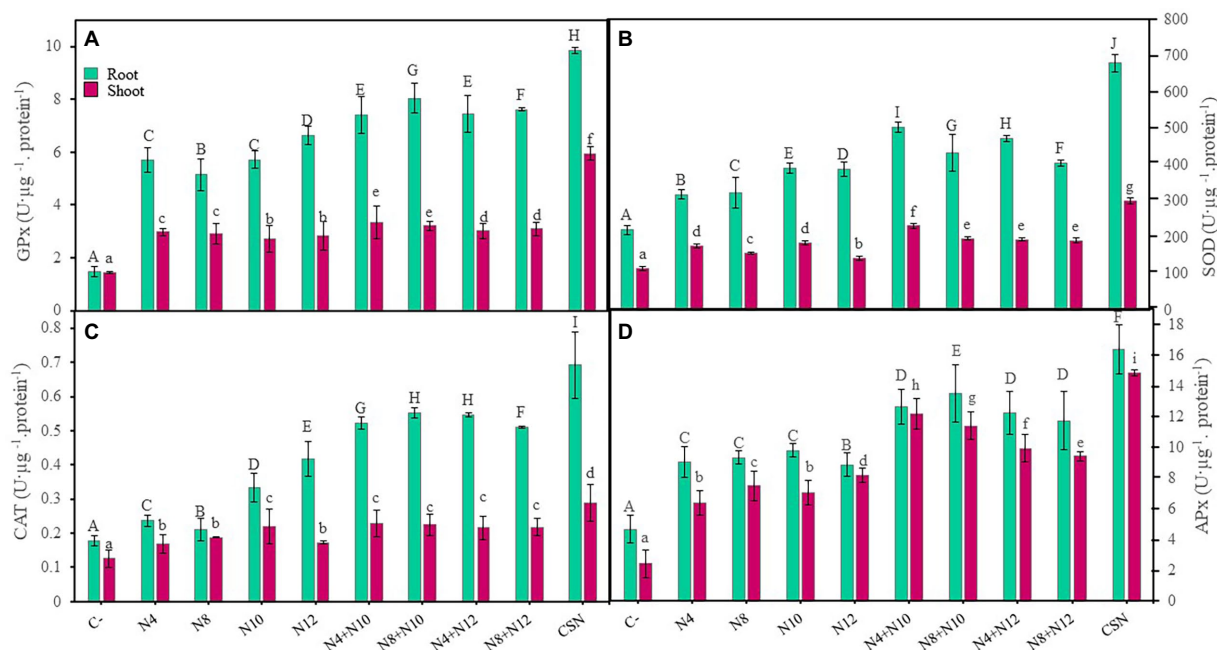 A
Root
Shoot
GPx (U·µg ⁻¹. protein⁻¹)
10
8
6
4
2
0
A a
C c
B c
C b
D b
E e
G e
E d
F d
H f
B
SOD (U·µg ⁻¹.protein⁻¹)
800
700
600
500
400
300
200
100
0
A a
B d
C c
E d
D b
I f
G e
H e
F e
J g
C
CAT (U·µg ⁻¹.protein⁻¹)
0.8
0.7
0.6
0.5
0.4
0.3
0.2
0.1
0
A a
C b
B b
D c
E b
G c
H c
H c
F c
I d
C-
N4
N8
N10
N12
N4+N10
N8+N10
N4+N12
N8+N12
CSN
D
APx (U·µg⁻¹. protein⁻¹)
18
16
14
12
10
8
6
4
2
0
A a
C b
C c
C b
B d
D h
E g
D f
D e
F i
C-
N4
N8
N10
N12
N4+N10
N8+N10
N4+N12
N8+N12
CSN